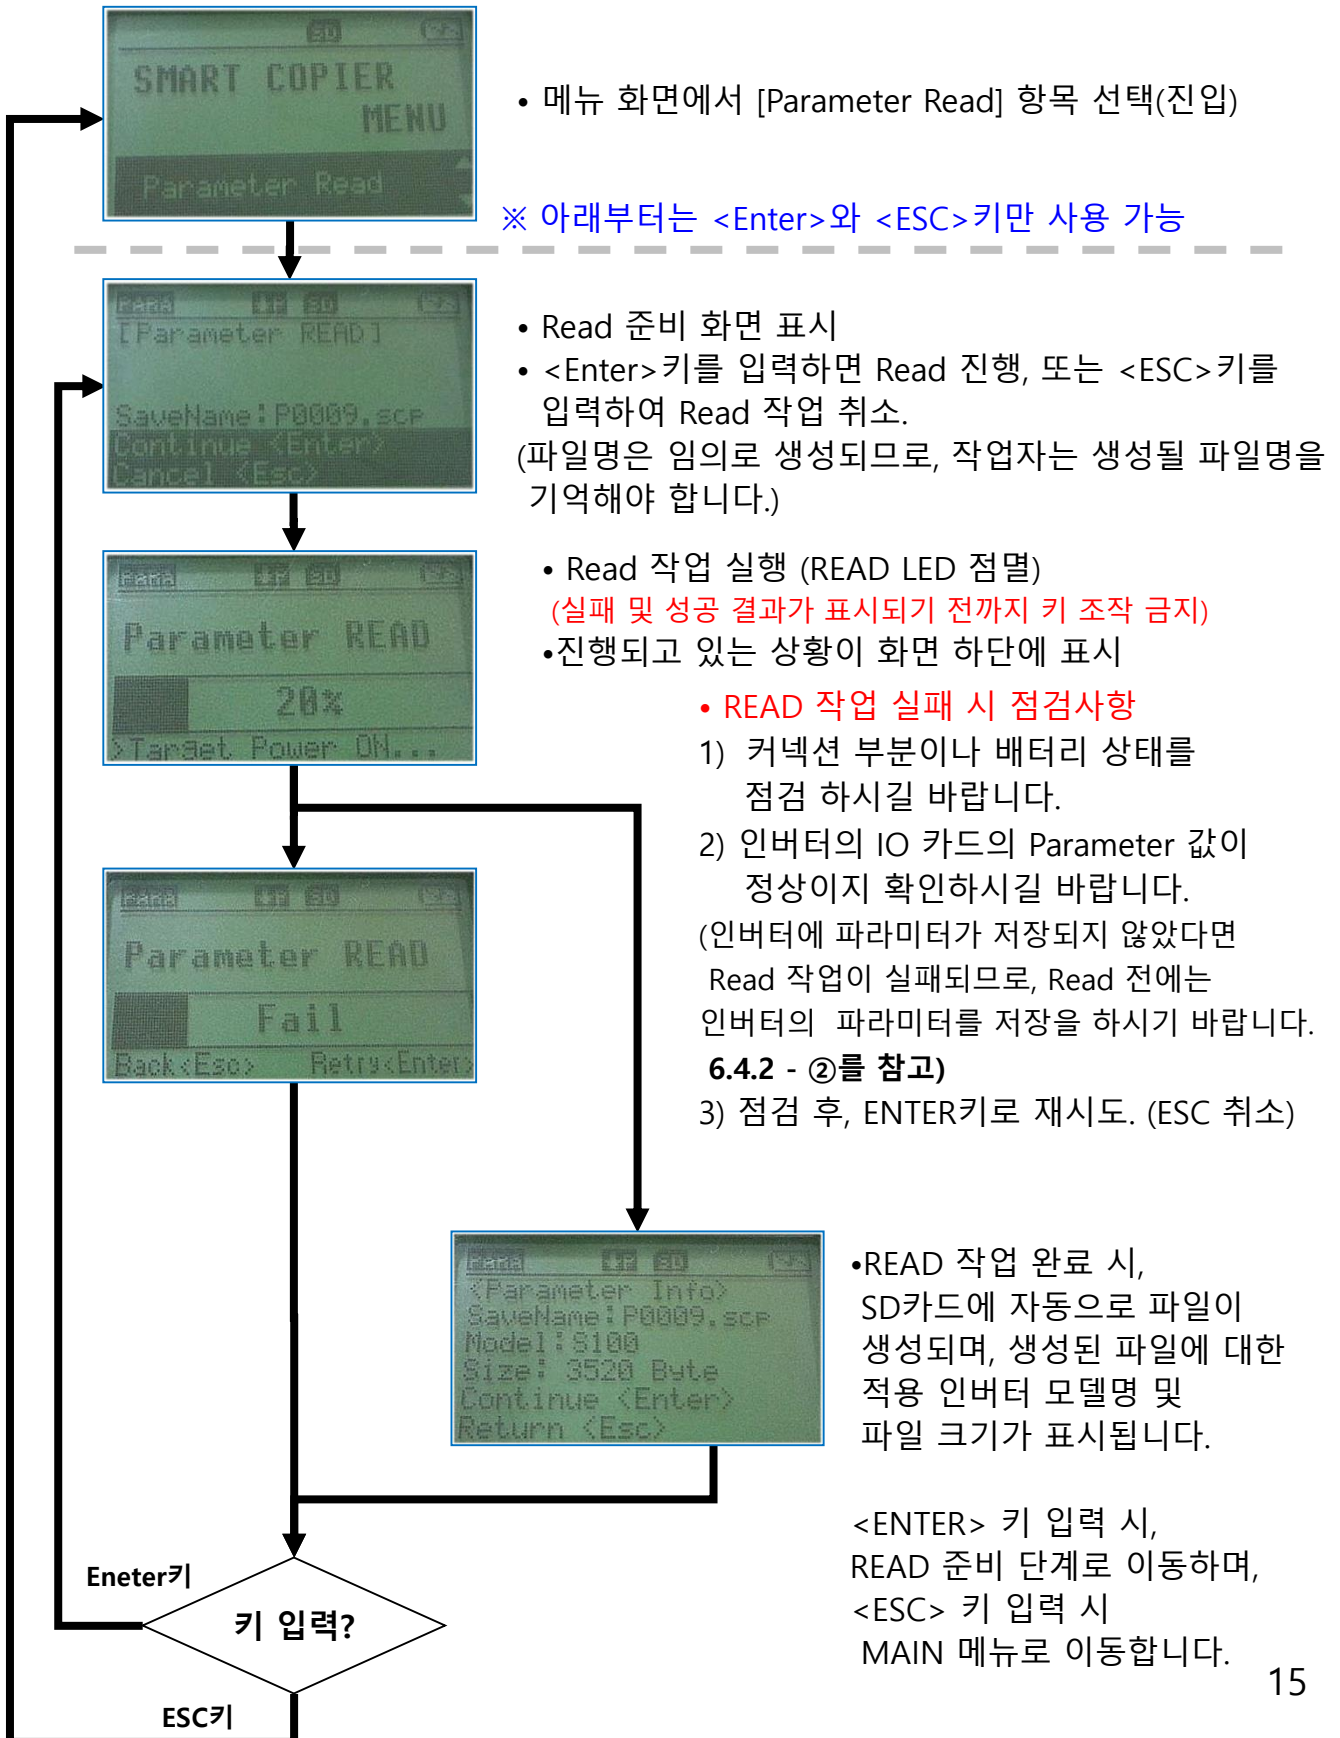 SD
SMART COPIER
MENU
Parameter Read
• 메뉴 화면에서 [Parameter Read] 항목 선택(진입)
※ 아래부터는 <Enter>와 <ESC>키만 사용 가능
PARA SD
[Parameter READ]
SaveName:P0009.scp
Continue <Enter>
Cancel <Esc>
• Read 준비 화면 표시
• <Enter>키를 입력하면 Read 진행, 또는 <ESC>키를
입력하여 Read 작업 취소.
(파일명은 임의로 생성되므로, 작업자는 생성될 파일명을
기억해야 합니다.)
PARA SD
Parameter READ
20%
>Target Power ON...
• Read 작업 실행 (READ LED 점멸)
(실패 및 성공 결과가 표시되기 전까지 키 조작 금지)
•진행되고 있는 상황이 화면 하단에 표시
• READ 작업 실패 시 점검사항
1) 커넥션 부분이나 배터리 상태를
점검 하시길 바랍니다.
2) 인버터의 IO 카드의 Parameter 값이
정상이지 확인하시길 바랍니다.
(인버터에 파라미터가 저장되지 않았다면
Read 작업이 실패되므로, Read 전에는
인버터의 파라미터를 저장을 하시기 바랍니다.
6.4.2 - ②를 참고)
3) 점검 후, ENTER키로 재시도. (ESC 취소)
PARA SD
Parameter READ
Fail
Back<Esc> Retry<Enter>
PARA SD
<Parameter Info>
SaveName:P0009.scp
Model:S100
Size: 3520 Byte
Continue <Enter>
Return <Esc>
•READ 작업 완료 시,
SD카드에 자동으로 파일이
생성되며, 생성된 파일에 대한
적용 인버터 모델명 및
파일 크기가 표시됩니다.
<ENTER> 키 입력 시,
READ 준비 단계로 이동하며,
<ESC> 키 입력 시
MAIN 메뉴로 이동합니다.
Eneter키
키 입력?
ESC키
15